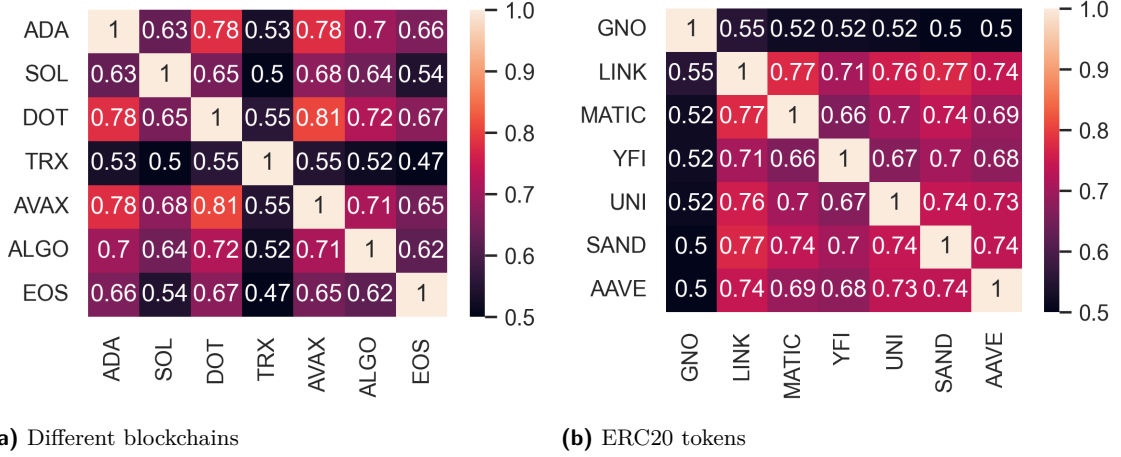 ADA 1 0.63 0.78 0.53 0.78 0.7 0.66
SOL 0.63 1 0.65 0.5 0.68 0.64 0.54
DOT 0.78 0.65 1 0.55 0.81 0.72 0.67
TRX 0.53 0.5 0.55 1 0.55 0.52 0.47
AVAX 0.78 0.68 0.81 0.55 1 0.71 0.65
ALGO 0.7 0.64 0.72 0.52 0.71 1 0.62
EOS 0.66 0.54 0.67 0.47 0.65 0.62 1
ADA SOL DOT TRX AVAX ALGO EOS
1.0
0.9
0.8
0.7
0.6
0.5
a) Different blockchains
GNO 1 0.55 0.52 0.52 0.52 0.5 0.5
LINK 0.55 1 0.77 0.71 0.76 0.77 0.74
MATIC 0.52 0.77 1 0.66 0.7 0.74 0.69
YFI 0.52 0.71 0.66 1 0.67 0.7 0.68
UNI 0.52 0.76 0.7 0.67 1 0.74 0.73
SAND 0.5 0.77 0.74 0.7 0.74 1 0.74
AAVE 0.5 0.74 0.69 0.68 0.73 0.74 1
GNO LINK MATIC YFI UNI SAND AAVE
1.0
0.9
0.8
0.7
0.6
0.5
(b) ERC20 tokens